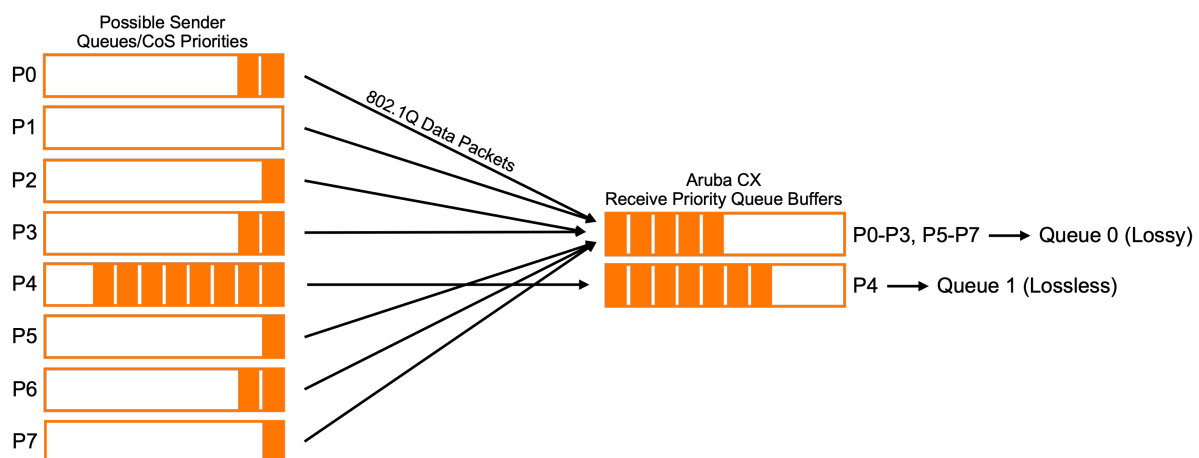 Possible Sender
Queues/CoS Priorities
P0
P1
P2
P3
P4
P5
P6
P7
802.1Q Data Packets
Aruba CX
Receive Priority Queue Buffers
P0-P3, P5-P7 Queue 0 (Lossy)
P4 Queue 1 (Lossless)